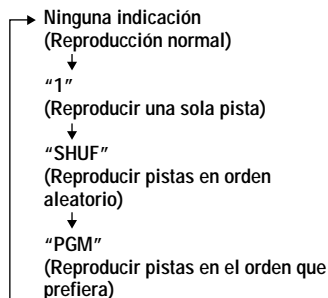 Ninguna indicación
(Reproducción normal)
“1”
(Reproducir una sola pista)
“SHUF”
(Reproducir pistas en orden
aleatorio)
“PGM”
(Reproducir pistas en el orden que
prefiera)